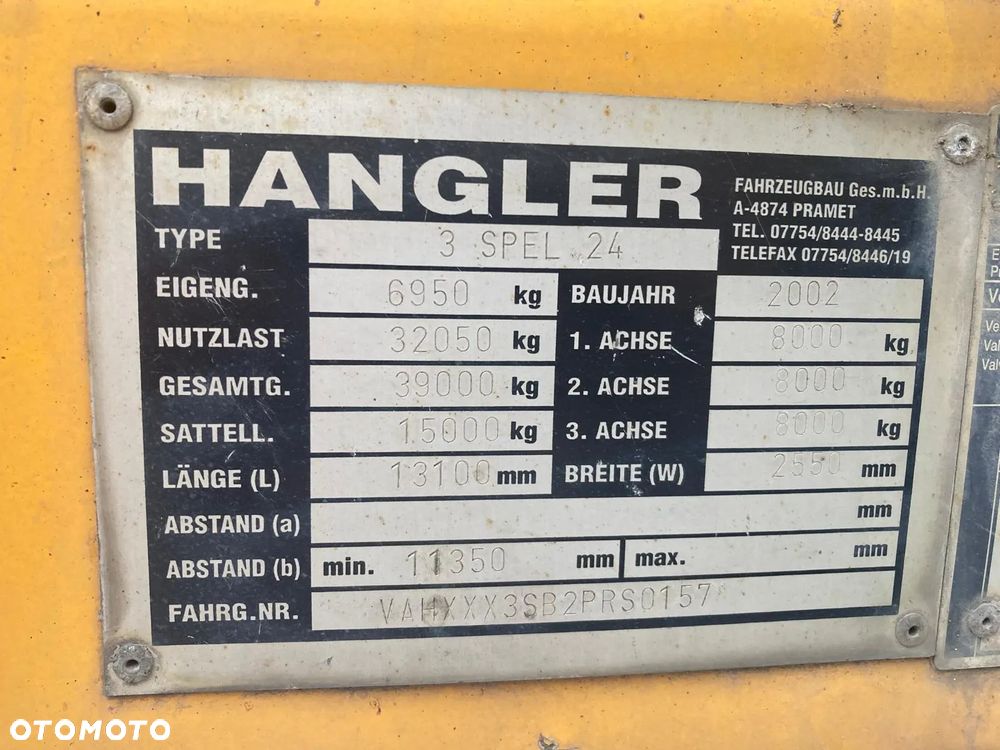 HANGLER
FAHRZEUGBAU Ges.m.b.H.
A-4874 PRAMET
TEL. 07754/8444-8445
TELEFAX 07754/8446/19
TYPE 3 SPEL 24
EIGENG. 6950 kg BAUJAHR 2002
NUTZLAST 32050 kg 1. ACHSE 8000 kg
GESAMTG. 39000 kg 2. ACHSE 8000 kg
SATTELL. 15000 kg 3. ACHSE 8000 kg
LÄNGE (L) 13100 mm BREITE (W) 2550 mm
ABSTAND (a) mm
ABSTAND (b) min. 11350 mm max. mm
FAHRG.NR. VAHXXX3SB2PRS0157
OTOMOTO